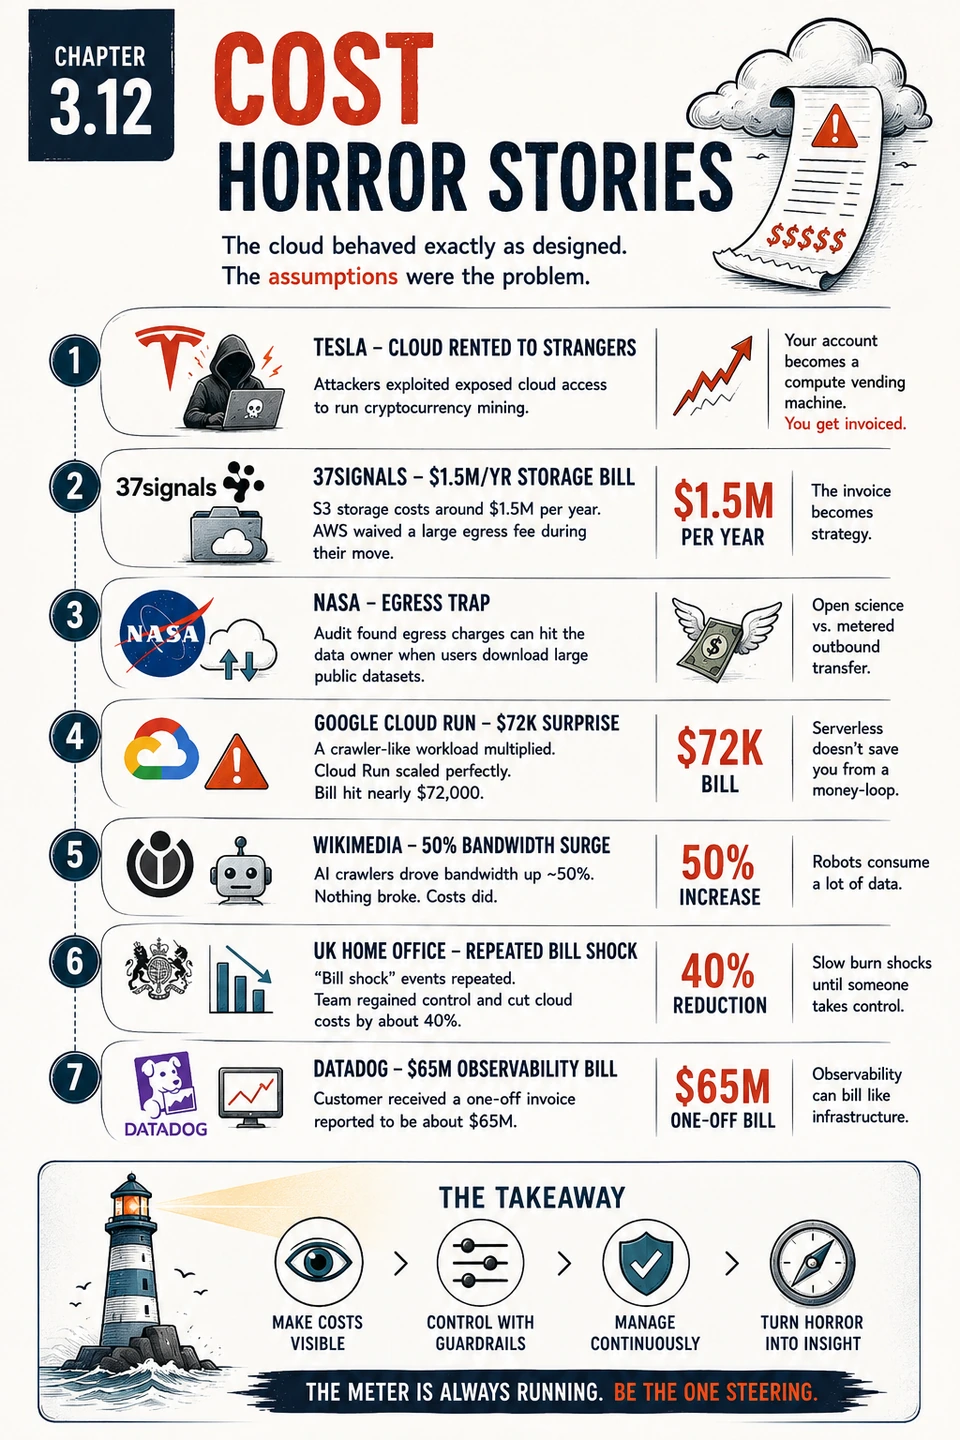 CHAPTER
3.12
COST
HORROR STORIES
The cloud behaved exactly as designed.
The assumptions were the problem.
$$$$$
1
TESLA – CLOUD RENTED TO STRANGERS
Attackers exploited exposed cloud access
to run cryptocurrency mining.
Your account
becomes a
compute vending
machine.
You get invoiced.
2
37signals
37SIGNALS – $1.5M/YR STORAGE BILL
S3 storage costs around $1.5M per year.
AWS waived a large egress fee during
their move.
$1.5M
PER YEAR
The invoice
becomes
strategy.
3
NASA
NASA – EGRESS TRAP
Audit found egress charges can hit the
data owner when users download large
public datasets.
$
Open science
vs. metered
outbound
transfer.
4
GOOGLE CLOUD RUN – $72K SURPRISE
A crawler-like workload multiplied.
Cloud Run scaled perfectly.
Bill hit nearly $72,000.
$72K
BILL
Serverless
doesn't save
you from a
money-loop.
5
WIKIMEDIA – 50% BANDWIDTH SURGE
AI crawlers drove bandwidth up ~50%.
Nothing broke. Costs did.
50%
INCREASE
Robots consume
a lot of data.
6
UK HOME OFFICE – REPEATED BILL SHOCK
“Bill shock” events repeated.
Team regained control and cut cloud
costs by about 40%.
40%
REDUCTION
Slow burn shocks
until someone
takes control.
7
DATADOG
DATADOG – $65M OBSERVABILITY BILL
Customer received a one-off invoice
reported to be about $65M.
$65M
ONE-OFF BILL
Observability
can bill like
infrastructure.
THE TAKEAWAY
MAKE COSTS
VISIBLE
CONTROL WITH
GUARDRAILS
MANAGE
CONTINUOUSLY
TURN HORROR
INTO INSIGHT
THE METER IS ALWAYS RUNNING. BE THE ONE STEERING.